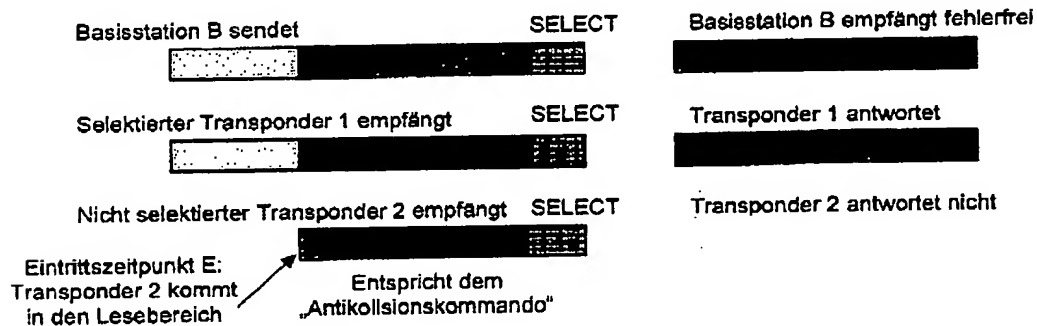 Basisstation B sendet
SELECT
Basisstation B empfängt fehlerfrei
Selektierter Transponder 1 empfängt
SELECT
Transponder 1 antwortet
Nicht selektierter Transponder 2 empfängt
SELECT
Transponder 2 antwortet nicht
Eintrittszeitpunkt E:
Transponder 2 kommt
in den Lesebereich
Entspricht dem
„Antikollsionskommando"